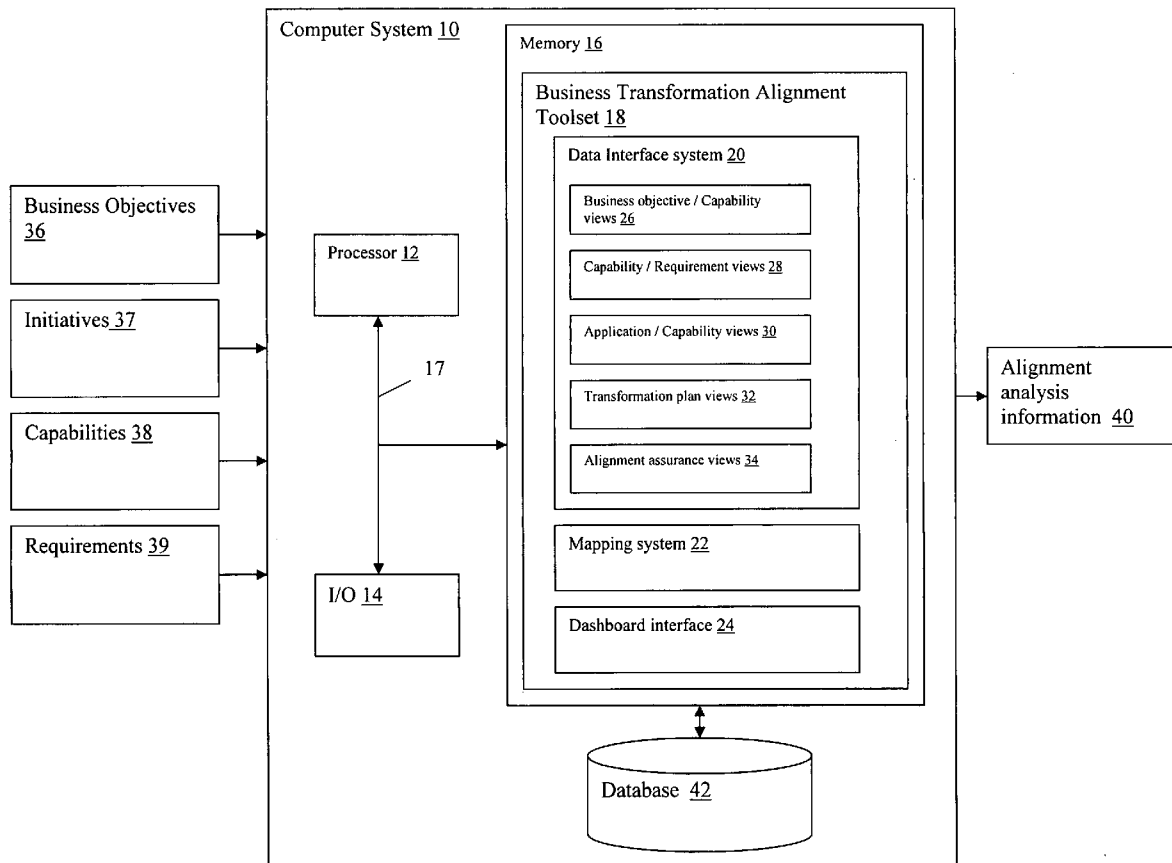 Computer System 10
Memory 16
Business Transformation Alignment
Toolset 18
Data Interface system 20
Business objective / Capability
views 26
Capability / Requirement views 28
Application / Capability views 30
Transformation plan views 32
Alignment assurance views 34
Mapping system 22
Dashboard interface 24
Business Objectives
36
Initiatives 37
Capabilities 38
Requirements 39
Processor 12
17
I/O 14
Alignment
analysis
information 40
Database 42